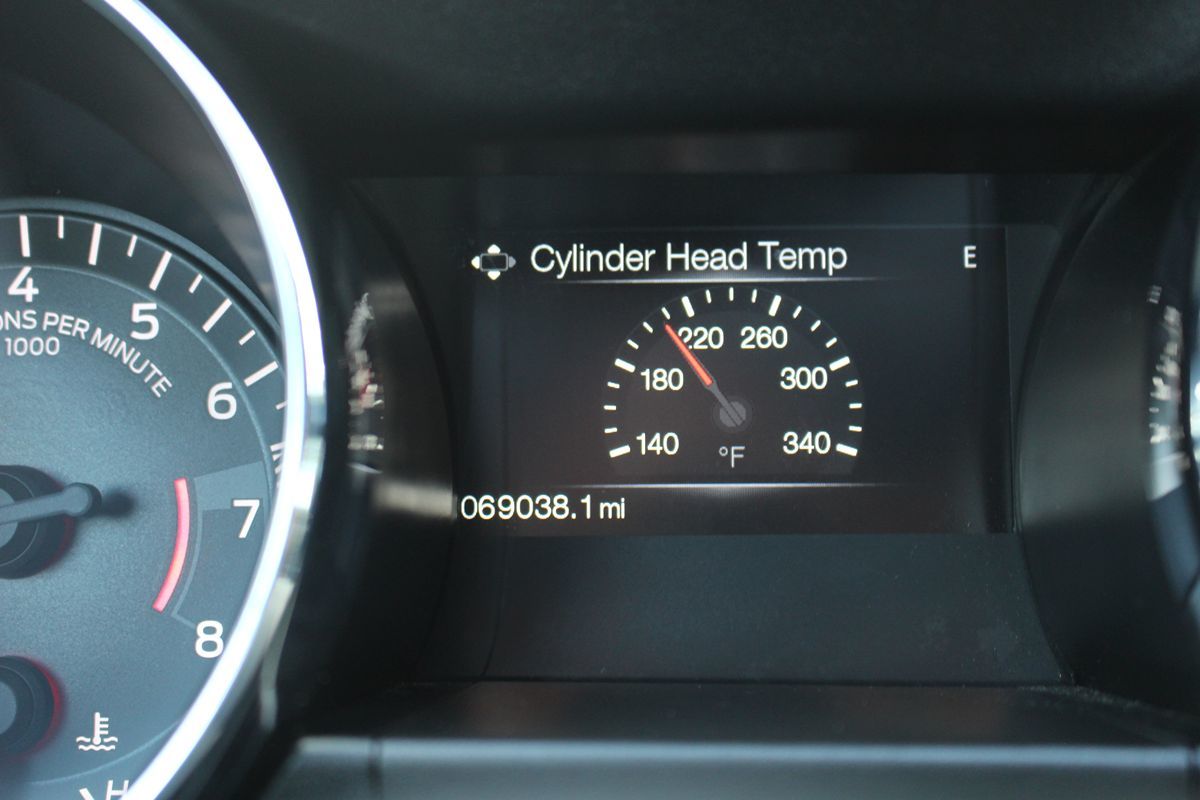 Cylinder Head Temp E
220 260
180 300
140 °F 340
069038.1 mi
4
5
6
7
8
PER MINUTE
1000
H